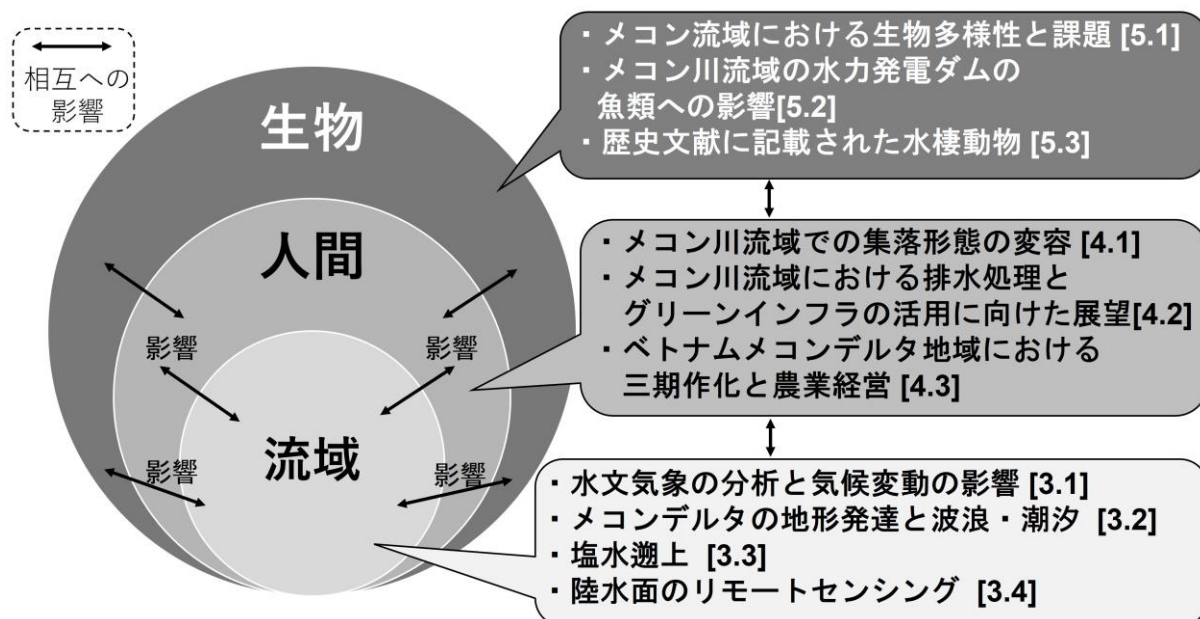 相互への
影響
生物
人間
影響
影響
流域
影響
影響
・メコン流域における生物多様性と課題 [5.1]
・メコン川流域の水力発電ダムの
魚類への影響[5.2]
・歴史文献に記載された水棲動物 [5.3]
・メコン川流域での集落形態の変容 [4.1]
・メコン川流域における排水処理と
グリーンインフラの活用に向けた展望[4.2]
・ベトナムメコンデルタ地域における
三期作化と農業経営 [4.3]
・水文気象の分析と気候変動の影響 [3.1]
・メコンデルタの地形発達と波浪・潮汐 [3.2]
・塩水遡上 [3.3]
・陸水面のリモートセンシング [3.4]